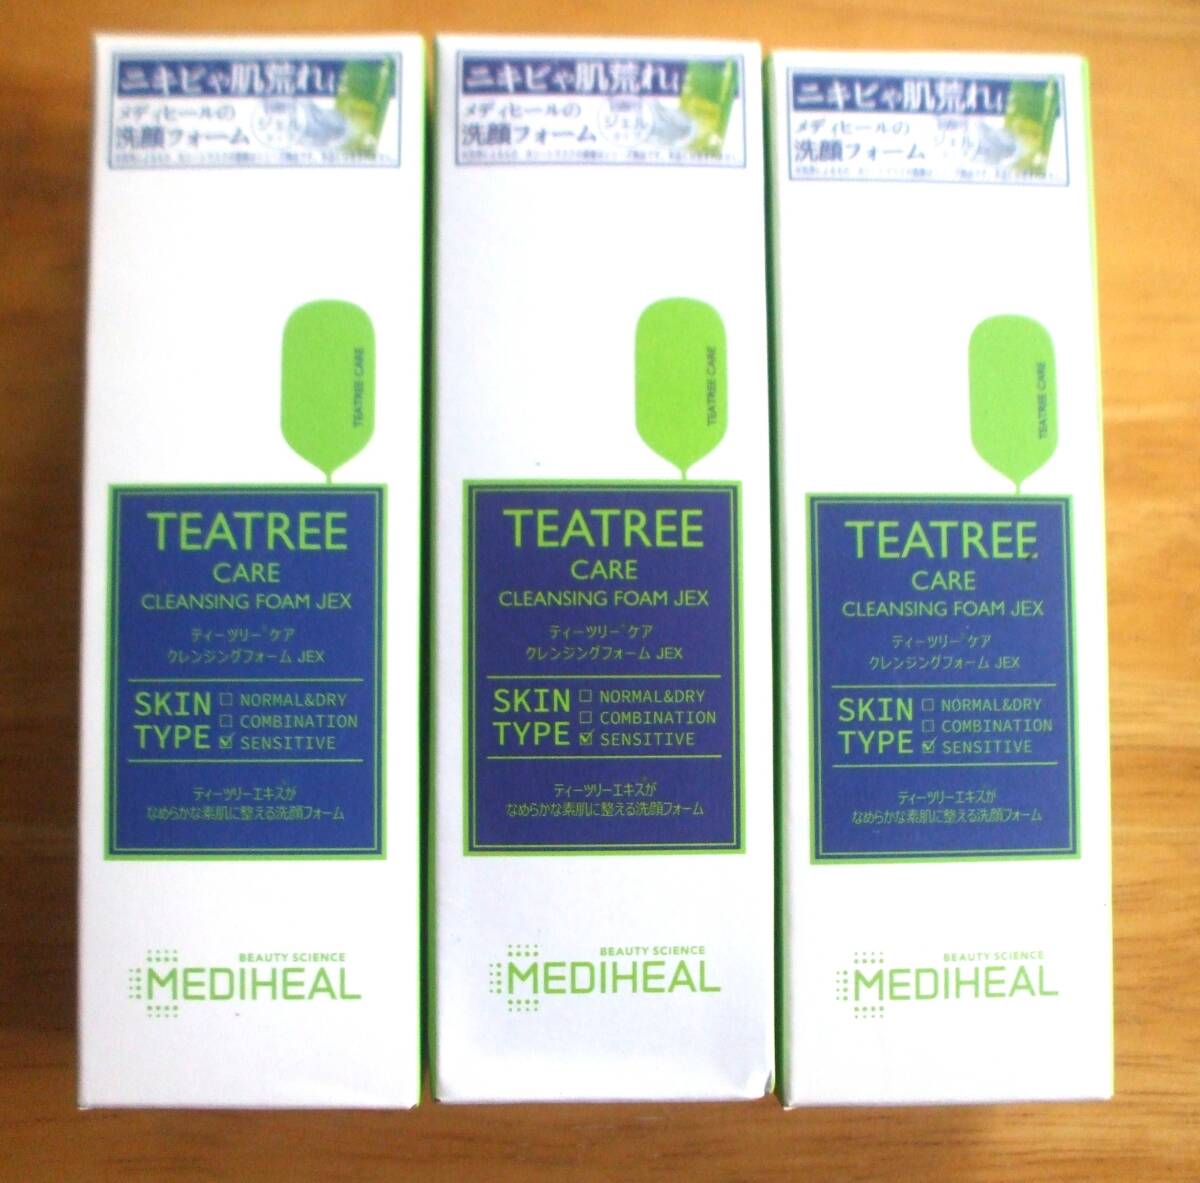 ニキビや肌荒れに
メディヒールの
洗顔フォーム
ジェル
TEATREE CARE
TEATREE
CARE
CLEANSING FOAM JEX
ティーツリー®ケア
クレンジングフォーム JEX
SKIN TYPE
□ NORMAL&DRY
□ COMBINATION
☑ SENSITIVE
ティーツリーエキスが
なめらかな素肌に整える洗顔フォーム
BEAUTY SCIENCE
MEDIHEAL
ニキビや肌荒れに
メディヒールの
洗顔フォーム
ジェル
TEATREE CARE
TEATREE
CARE
CLEANSING FOAM JEX
ティーツリー®ケア
クレンジングフォーム JEX
SKIN TYPE
□ NORMAL&DRY
□ COMBINATION
☑ SENSITIVE
ティーツリーエキスが
なめらかな素肌に整える洗顔フォーム
BEAUTY SCIENCE
MEDIHEAL
ニキビや肌荒れに
メディヒールの
洗顔フォーム
ジェル
TEATREE CARE
TEATREE
CARE
CLEANSING FOAM JEX
ティーツリー®ケア
クレンジングフォーム JEX
SKIN TYPE
□ NORMAL&DRY
□ COMBINATION
☑ SENSITIVE
ティーツリーエキスが
なめらかな素肌に整える洗顔フォーム
BEAUTY SCIENCE
MEDIHEAL